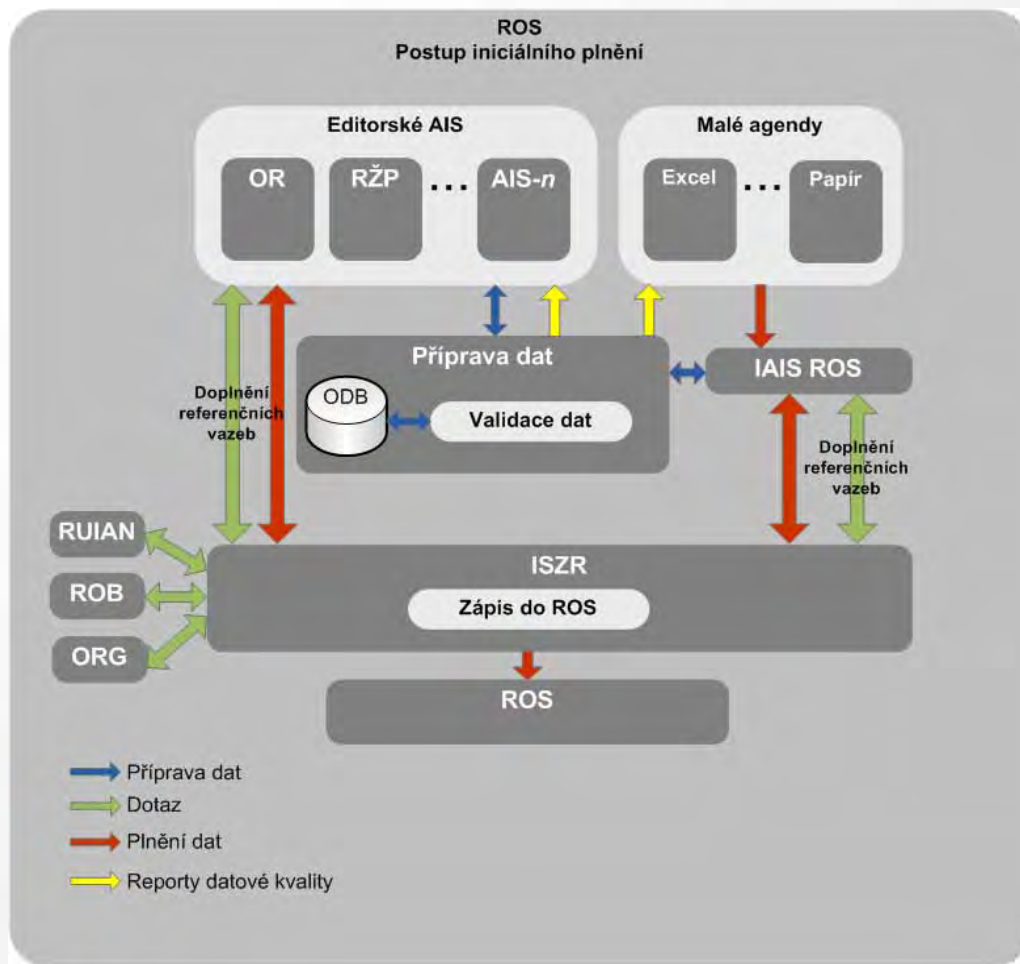 ROS
Postup iniciálního plnění
Editorské AIS
OR
RŽP
...
AIS-n
Malé agendy
Excel
...
Papír
Příprava dat
ODB
Validace dat
IAIS ROS
Doplnění
referenčních
vazeb
Doplnění
referenčních
vazeb
RUIAN
ROB
ORG
ISZR
Zápis do ROS
ROS
Příprava dat
Dotaz
Plnění dat
Reporty datové kvality